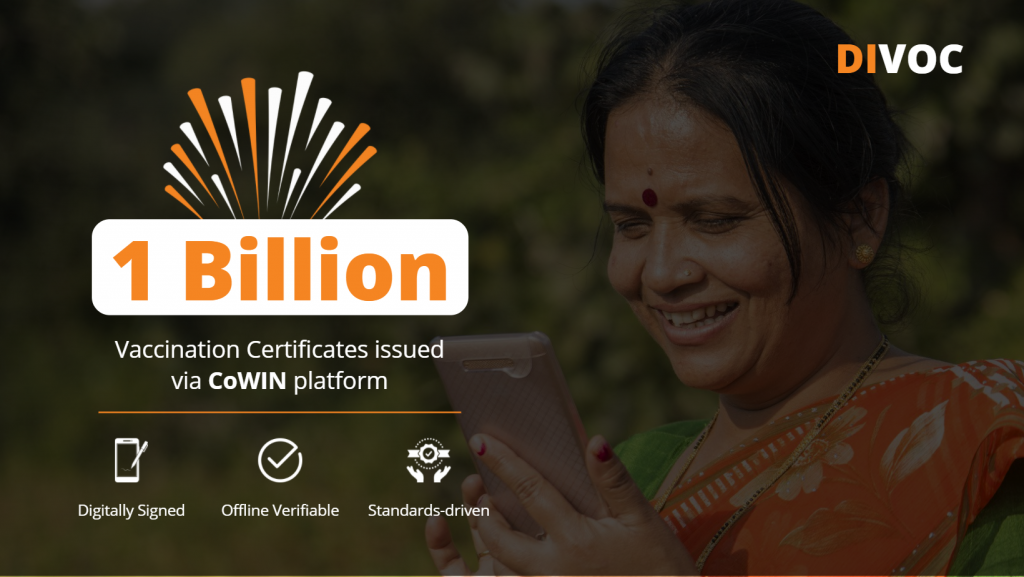 DIVOC
1 Billion
Vaccination Certificates issued
via CoWIN platform
Digitally Signed
Offline Verifiable
Standards-driven